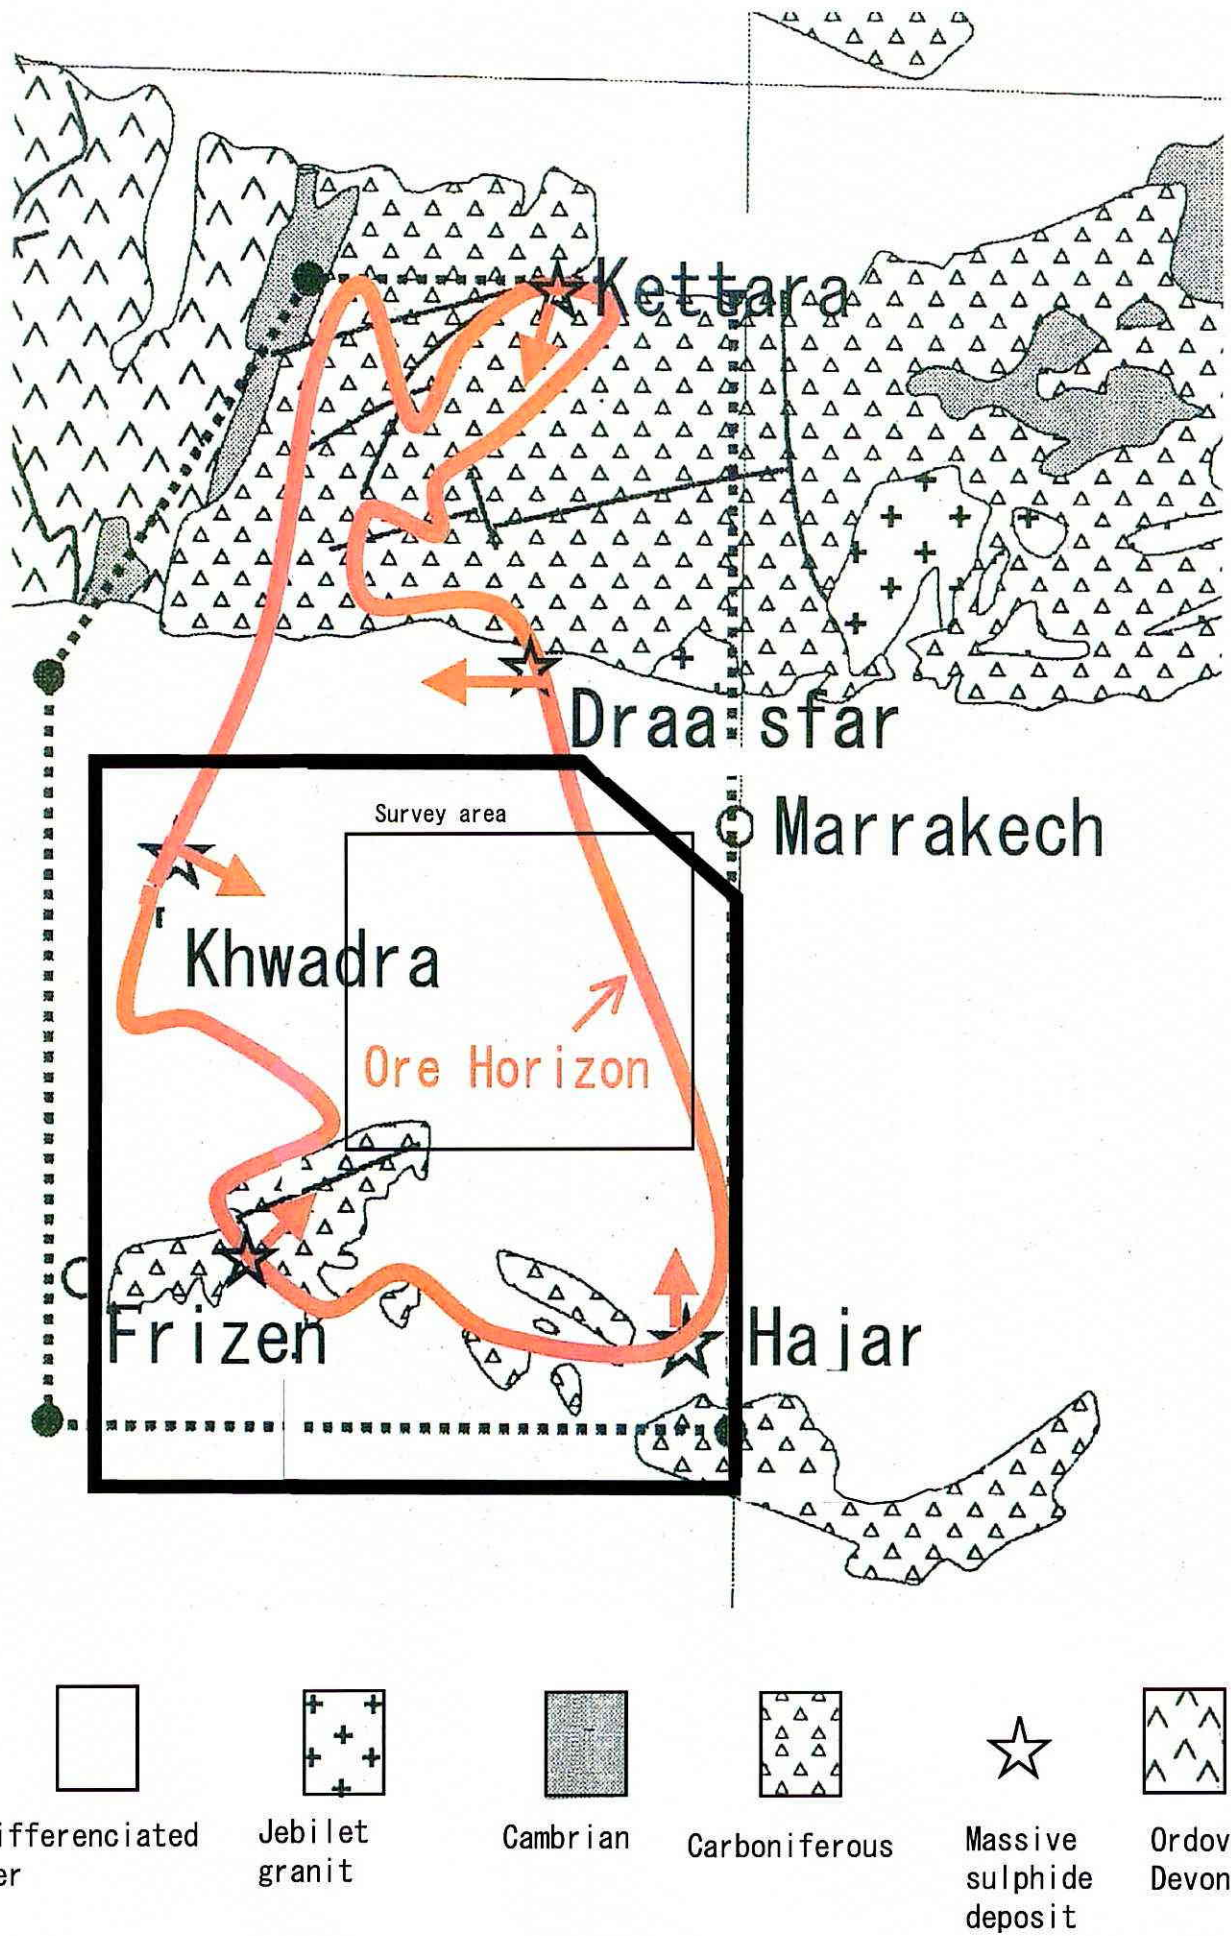 Kettara
Draa sfar
Survey area
Marrakech
Khwadra
Ore Horizon
Frizen
Hajar
ifferenciated
er
Jebilet
granit
Cambrian
Carboniferous
Massive
sulphide
deposit
Ordov
Devon